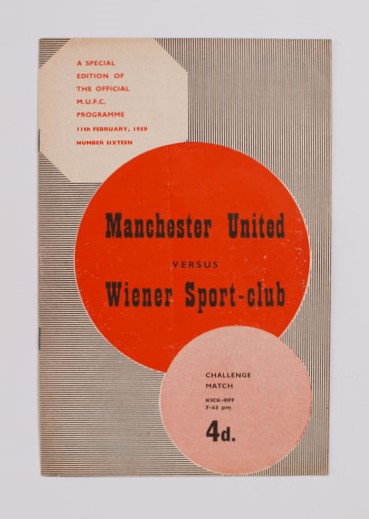 A SPECIAL
EDITION OF
THE OFFICIAL
M.U.F.C.
PROGRAMME
11th FEBRUARY, 1959
NUMBER SIXTEEN
Manchester United
VERSUS
Wiener Sport-club
CHALLENGE
MATCH
KICK-OFF
7-45 pm
4d.